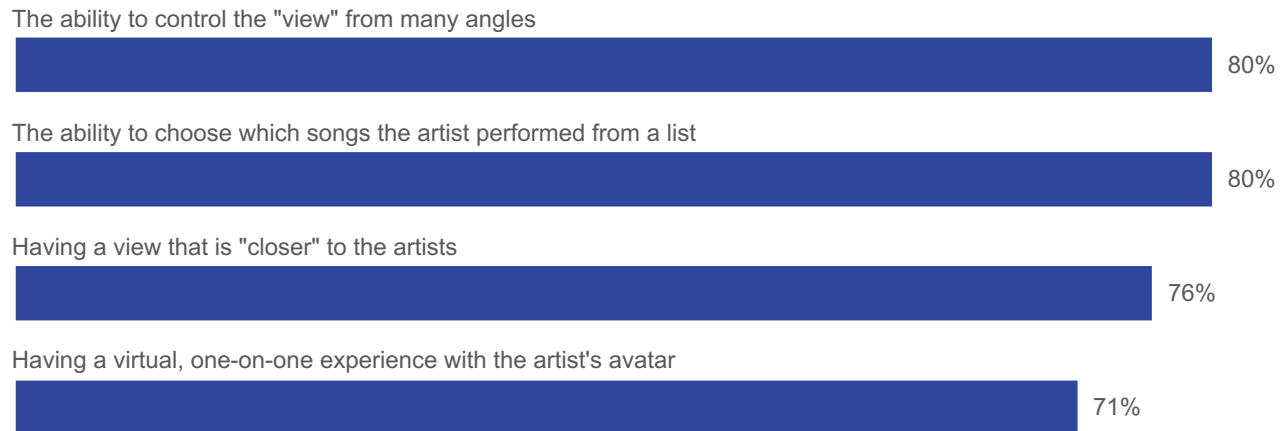 The ability to control the "view" from many angles
80%
The ability to choose which songs the artist performed from a list
80%
Having a view that is "closer" to the artists
76%
Having a virtual, one-on-one experience with the artist's avatar
71%